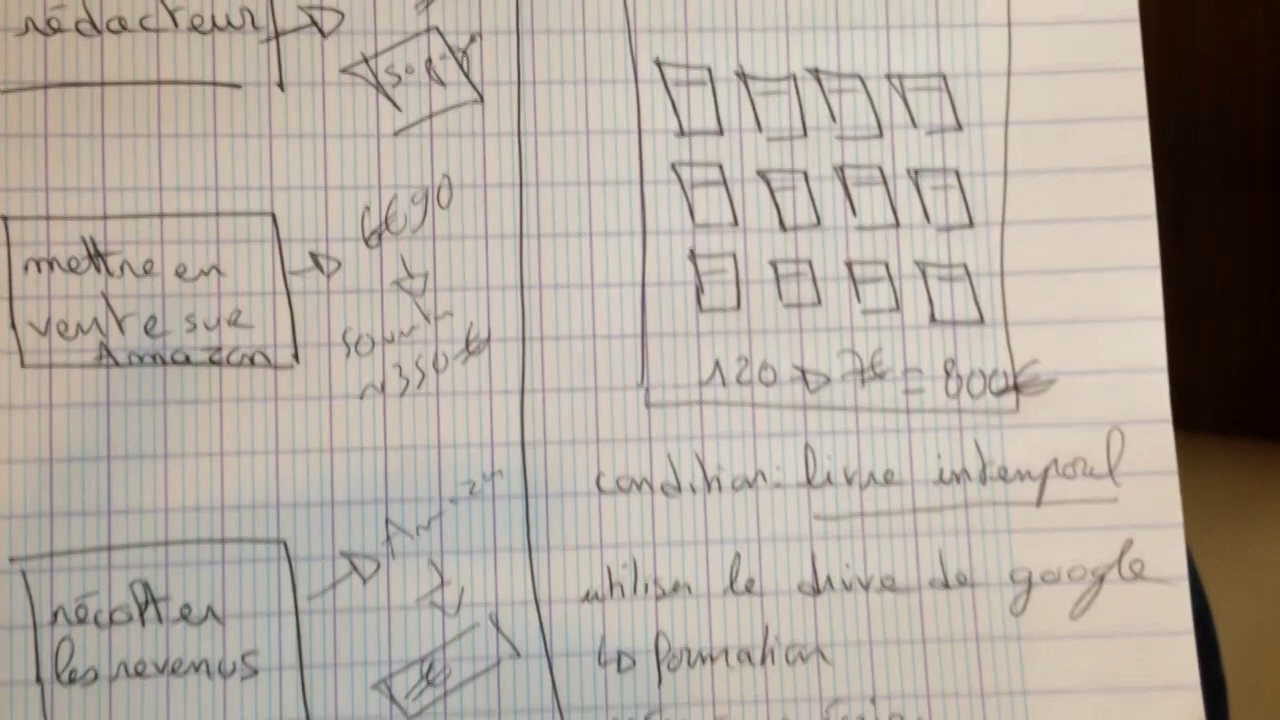 rédacteur
mettre en
vente sur
Amazon
6€90
~350€
récolter
les revenus
120 → 7€ = 800€
condition: livre intemporel
utiliser le drive de google
↳ formation